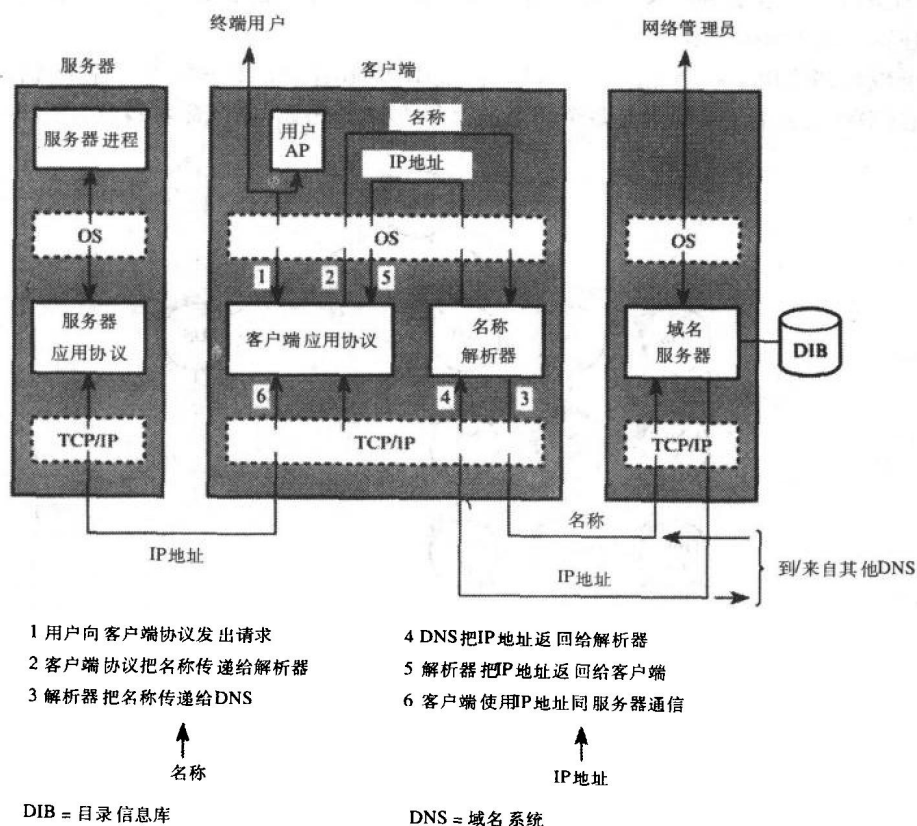 终端用户
网络管理员
服务器
客户端
服务器进程
用户
AP
名称
IP地址
OS
OS
OS
1
2
5
服务器
应用协议
客户端应用协议
名称
解析器
域名
服务器
DIB
6
4
3
TCP/IP
TCP/IP
TCP/IP
名称
IP地址
IP地址
到/来自其他DNS
1 用户向客户端协议发出请求
2 客户端协议把名称传递给解析器
3 解析器把名称传递给DNS
名称
4 DNS把IP地址返回给解析器
5 解析器把IP地址返回给客户端
6 客户端使用IP地址同服务器通信
IP地址
DIB = 目录信息库
DNS = 域名系统